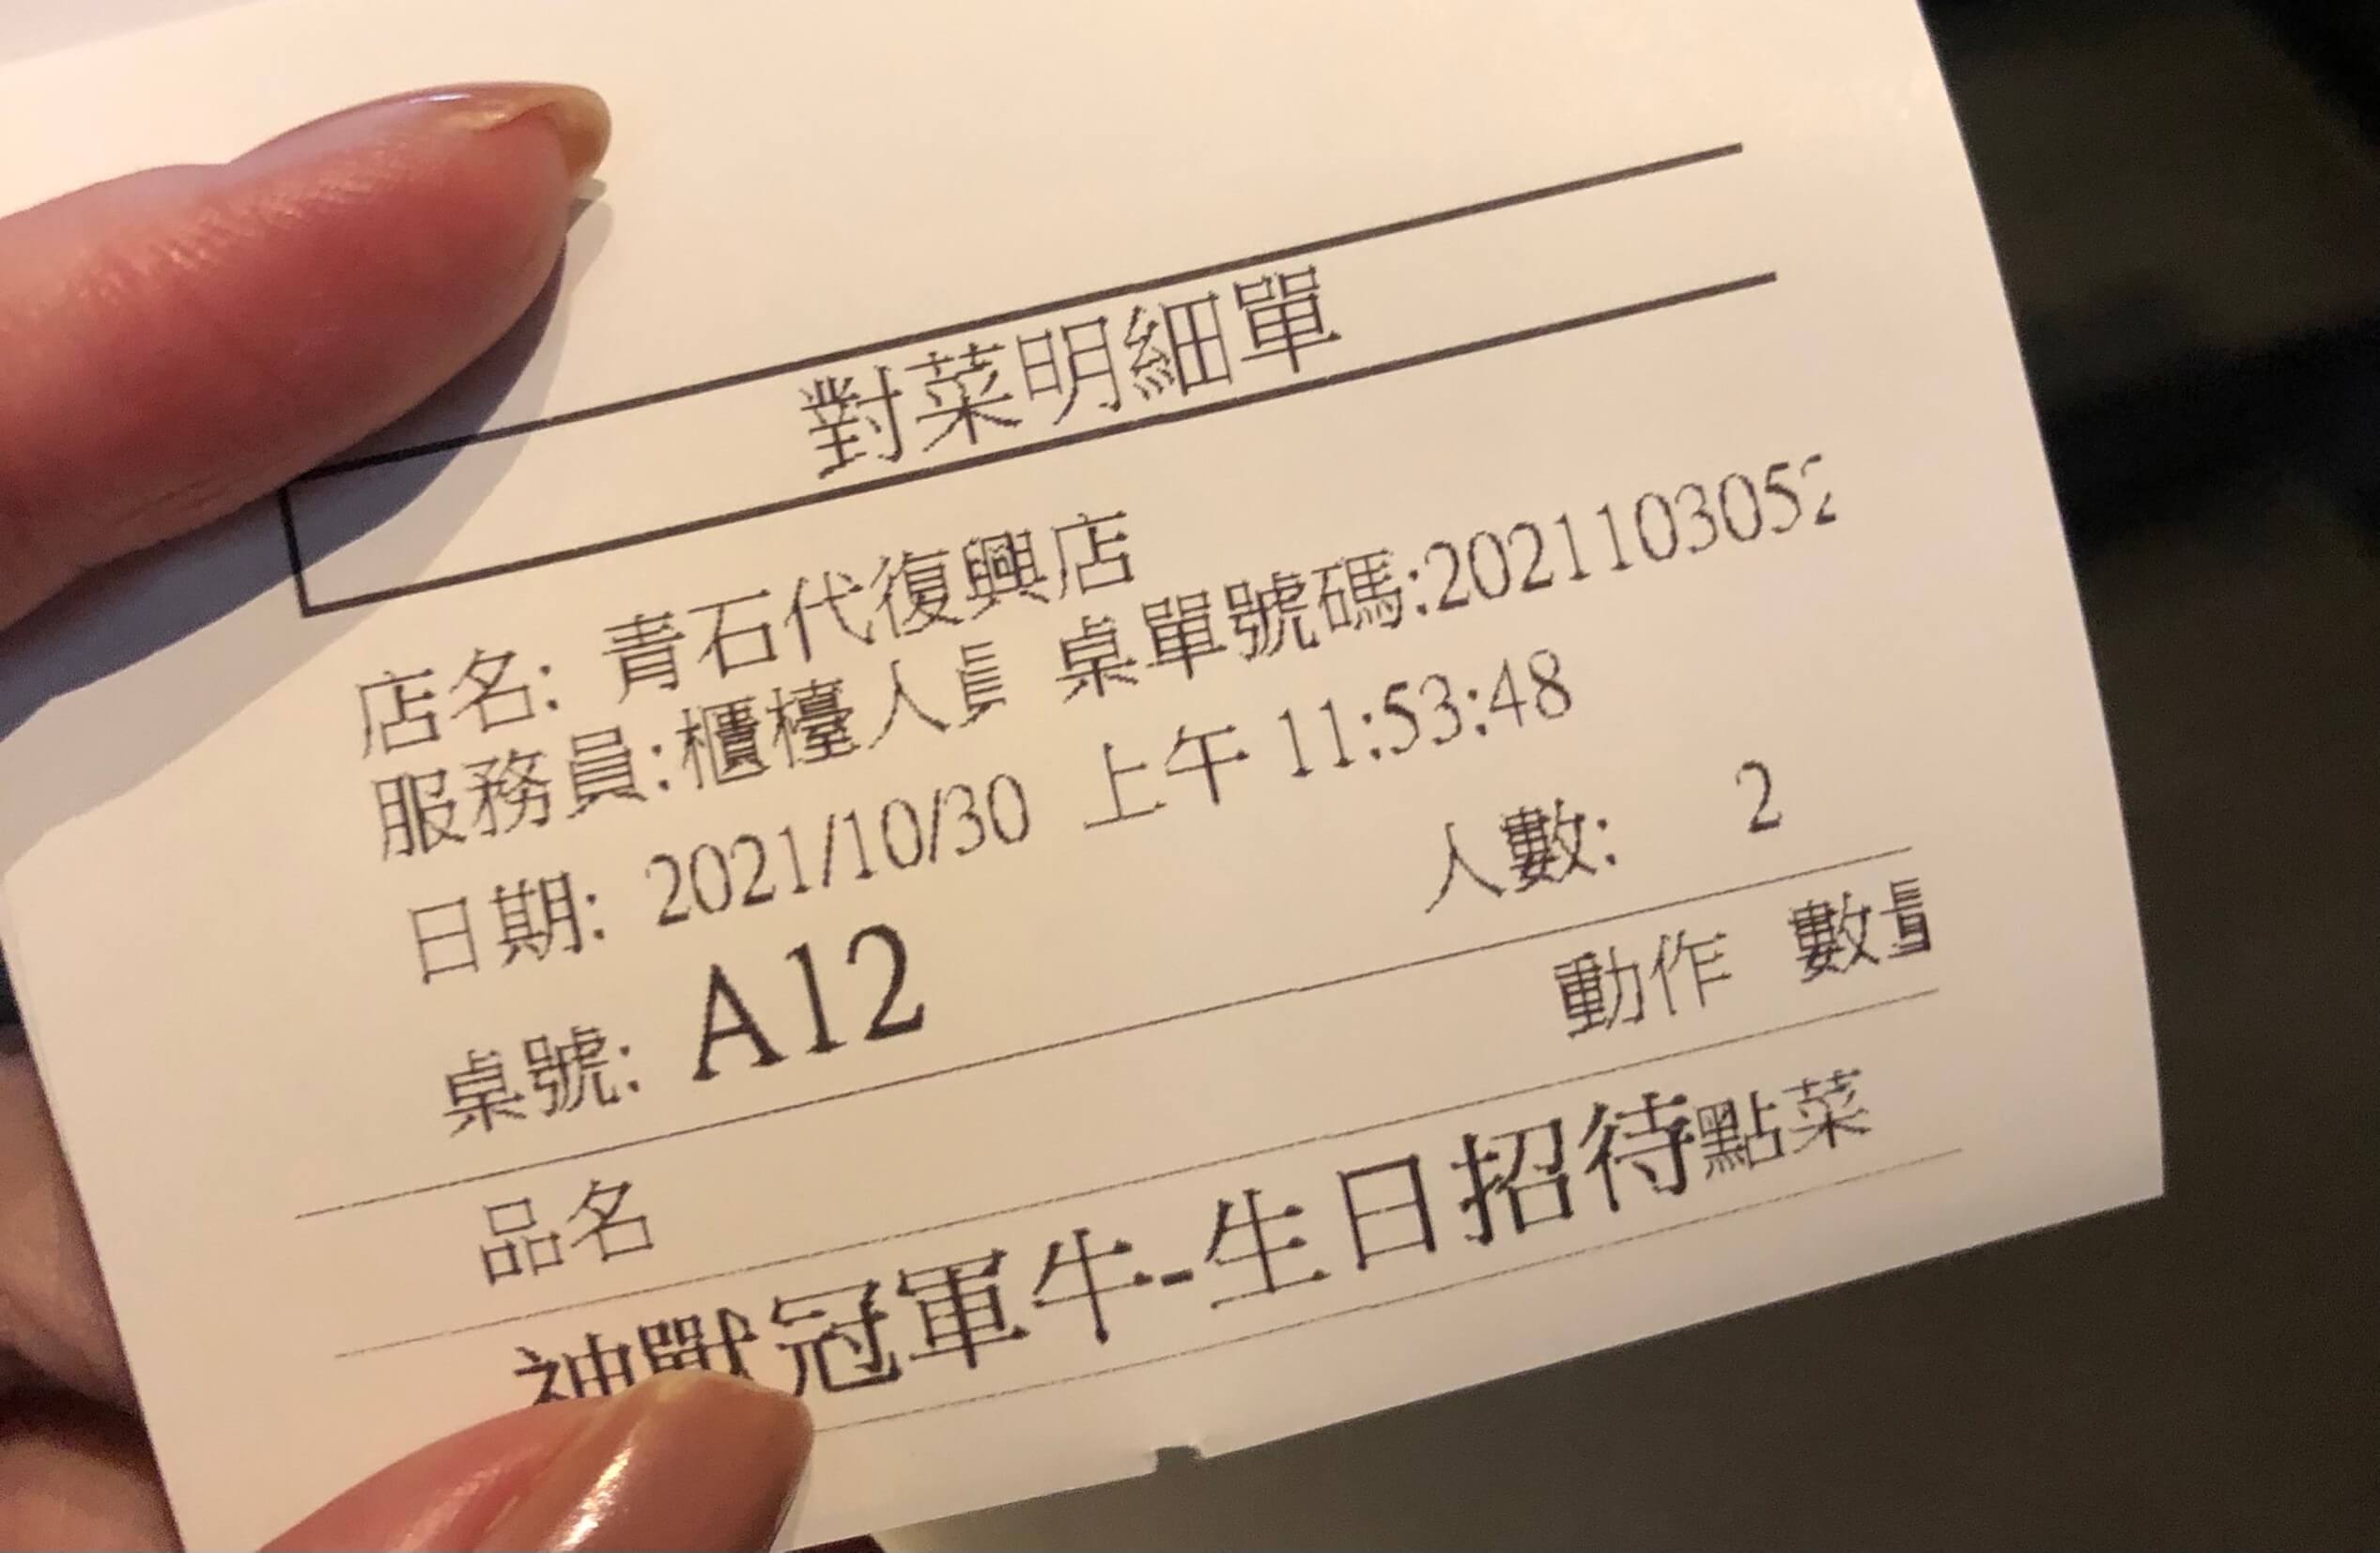 對菜明細單
店名: 青石代復興店
服務員:櫃檯人員 桌單號碼:2021103052
日期: 2021/10/30 上午 11:53:48
桌號: A12 人數: 2
品名 動作 數量
神獸冠軍牛-生日招待點菜